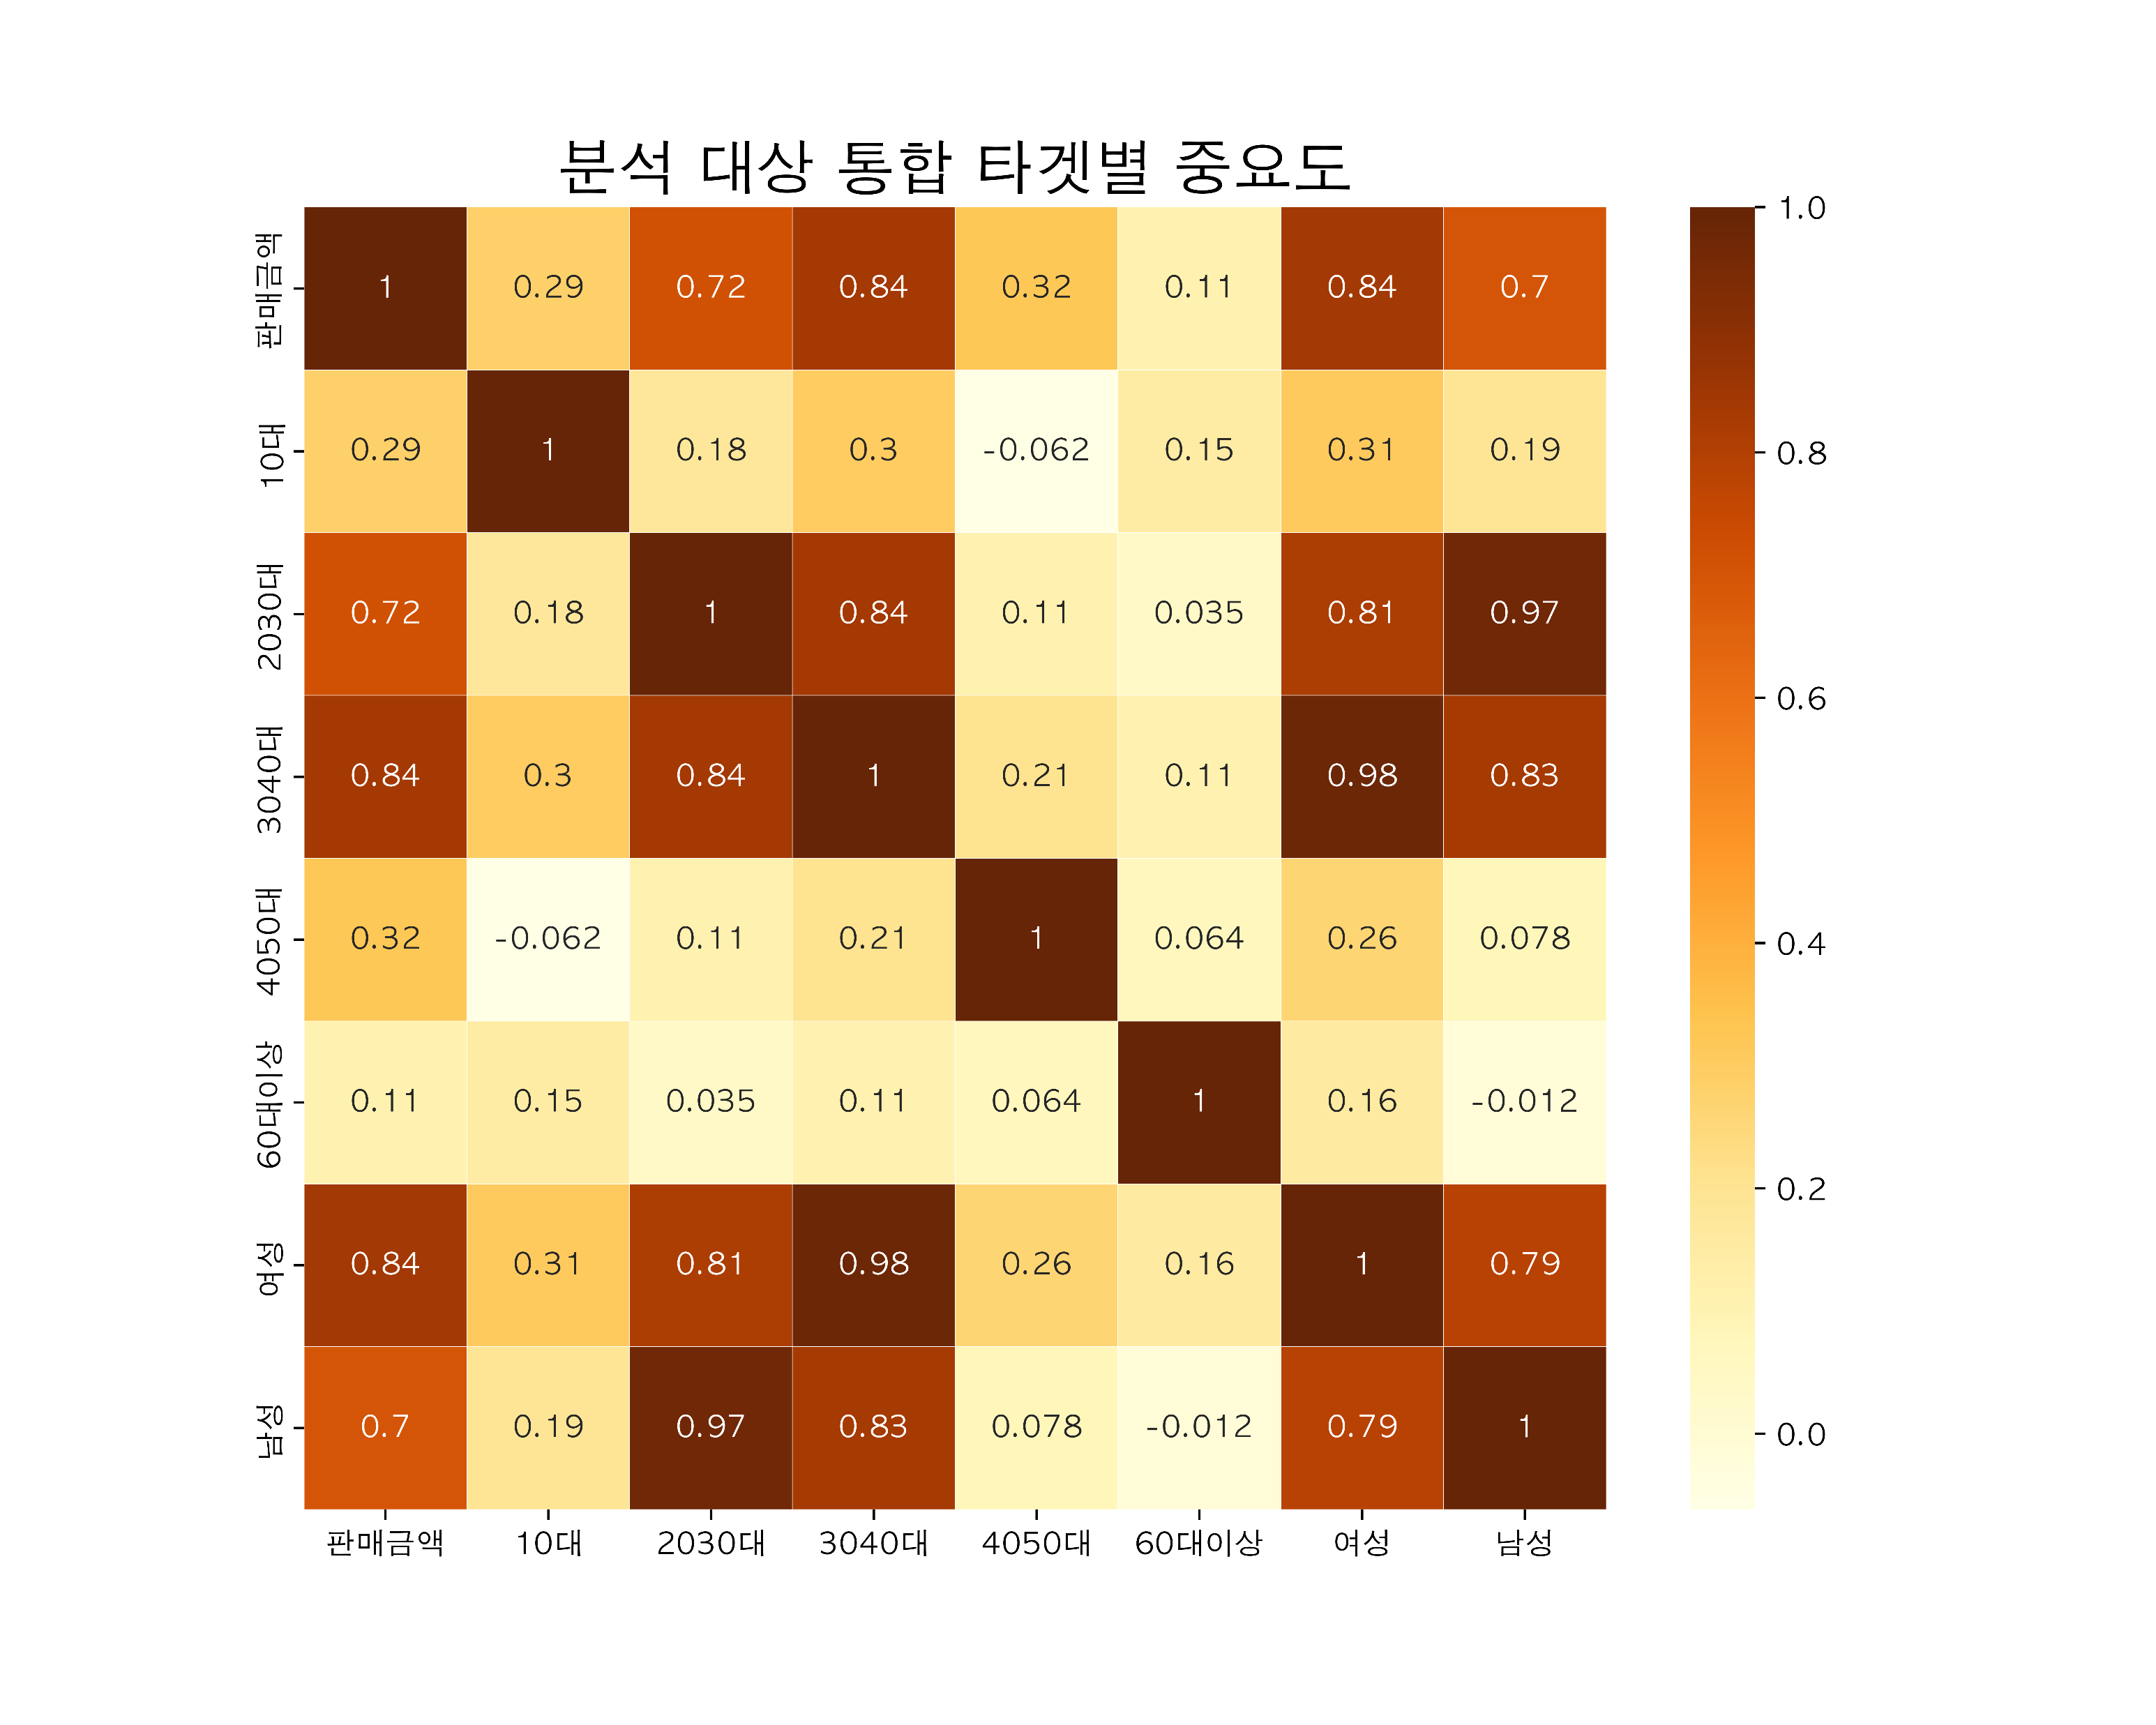 분석 대상 통합 타겟별 중요도
판매금액 1 0.29 0.72 0.84 0.32 0.11 0.84 0.7
10대 0.29 1 0.18 0.3 -0.062 0.15 0.31 0.19
2030대 0.72 0.18 1 0.84 0.11 0.035 0.81 0.97
3040대 0.84 0.3 0.84 1 0.21 0.11 0.98 0.83
4050대 0.32 -0.062 0.11 0.21 1 0.064 0.26 0.078
60대이상 0.11 0.15 0.035 0.11 0.064 1 0.16 -0.012
여성 0.84 0.31 0.81 0.98 0.26 0.16 1 0.79
남성 0.7 0.19 0.97 0.83 0.078 -0.012 0.79 1
판매금액 10대 2030대 3040대 4050대 60대이상 여성 남성
1.0
0.8
0.6
0.4
0.2
0.0